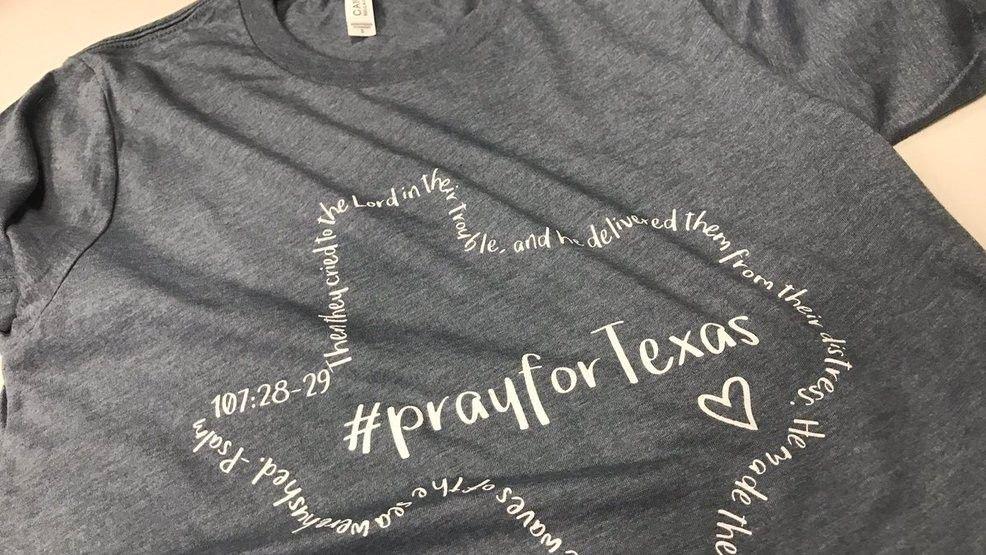 Then they cried to the Lord in their trouble, and he delivered them from their distress. He made the
waves of the sea were hushed. -Psalm
107:28-29
#prayforTexas